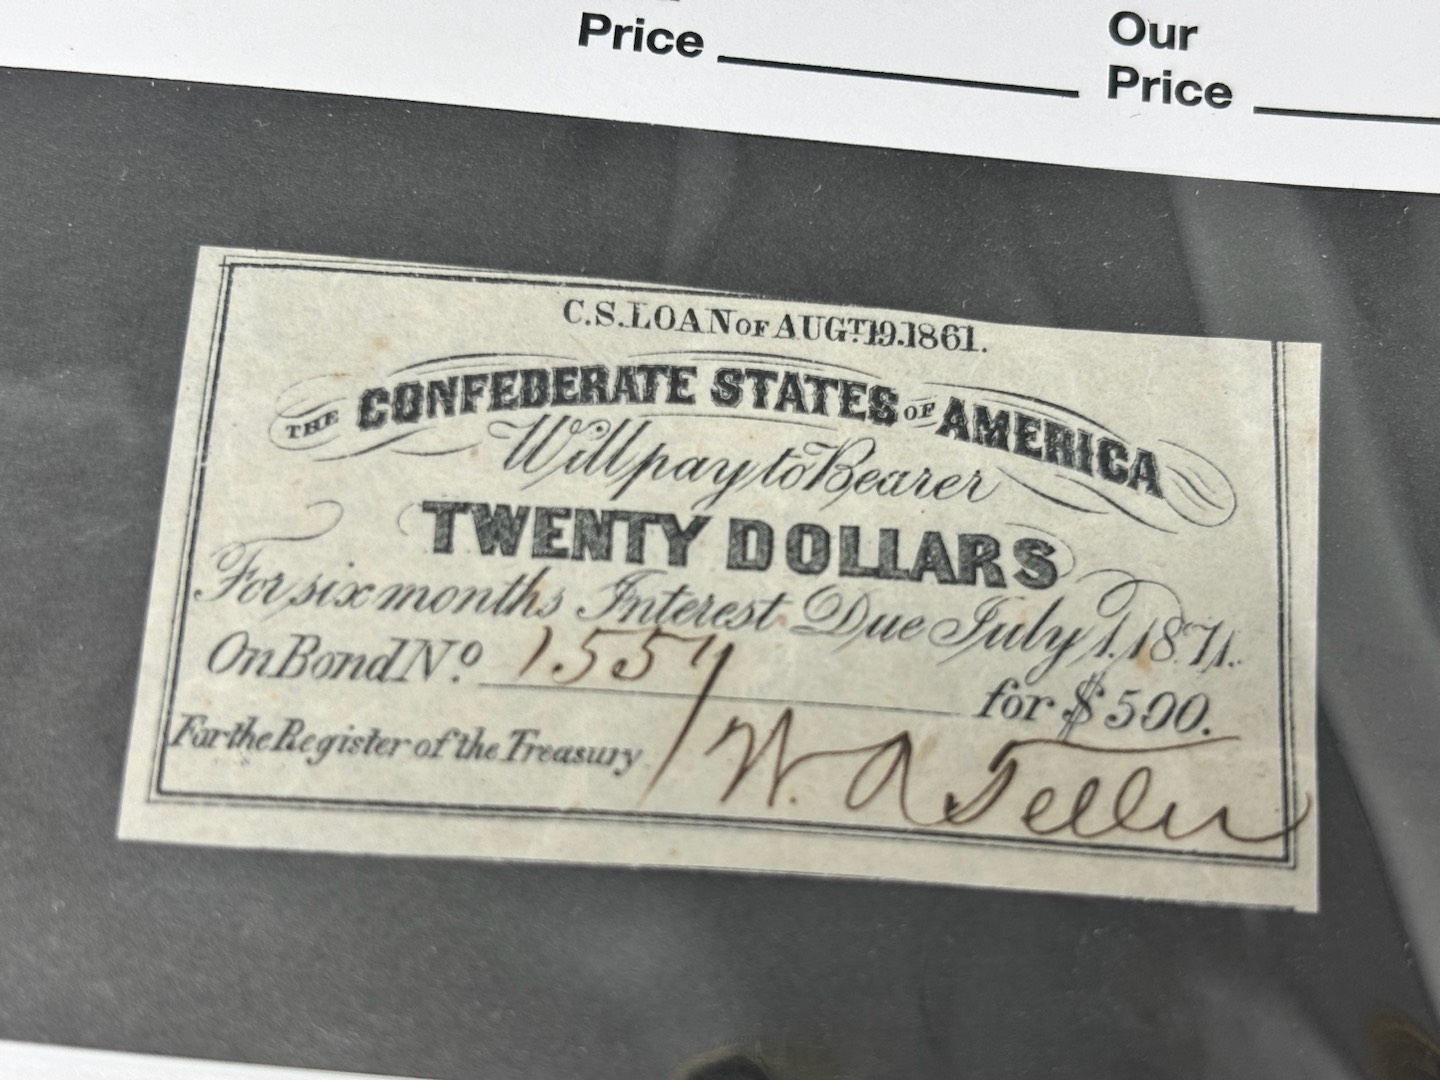 Price
Our
Price
C.S. LOAN OF AUGT. 19. 1861.
THE CONFEDERATE STATES OF AMERICA
Will pay to Bearer
TWENTY DOLLARS
For six months Interest Due July 1. 1871.
On Bond No. 1557
for $500.
For the Register of the Treasury
W. A Teller